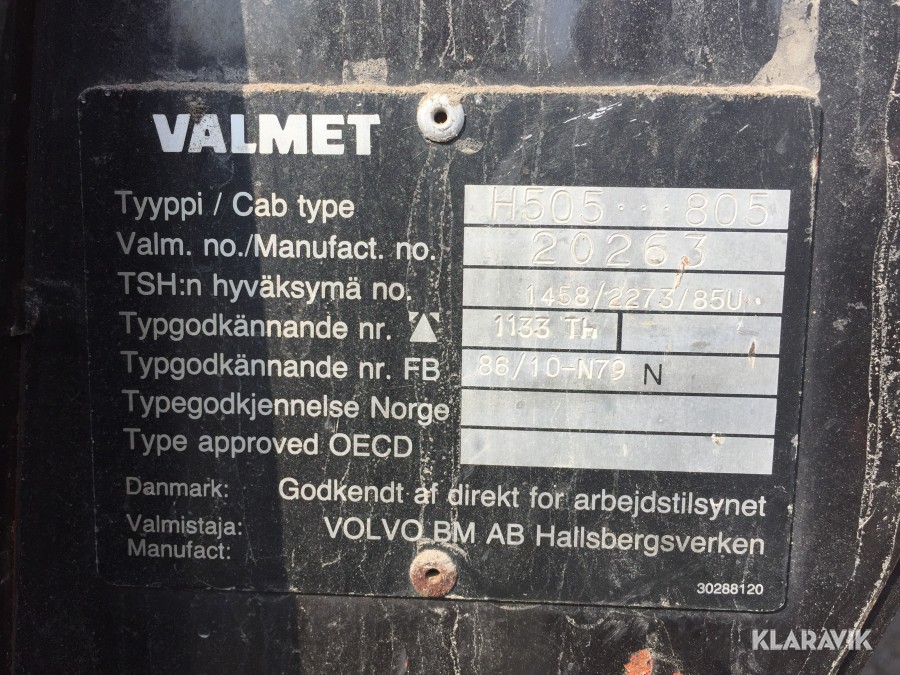 VALMET
Tyyppi / Cab type H505...805
Valm. no./Manufact. no. 20263
TSH:n hyväksymä no. 1458/2273/85U.
Typgodkännande nr. 1133 Th
Typgodkännande nr. FB 86/10-N79 N
Typegodkjennelse Norge
Type approved OECD
Danmark: Godkendt af direkt for arbejdstilsynet
Valmistaja: VOLVO BM AB Hallsbergsverken
Manufact:
30288120
KLARAVIK